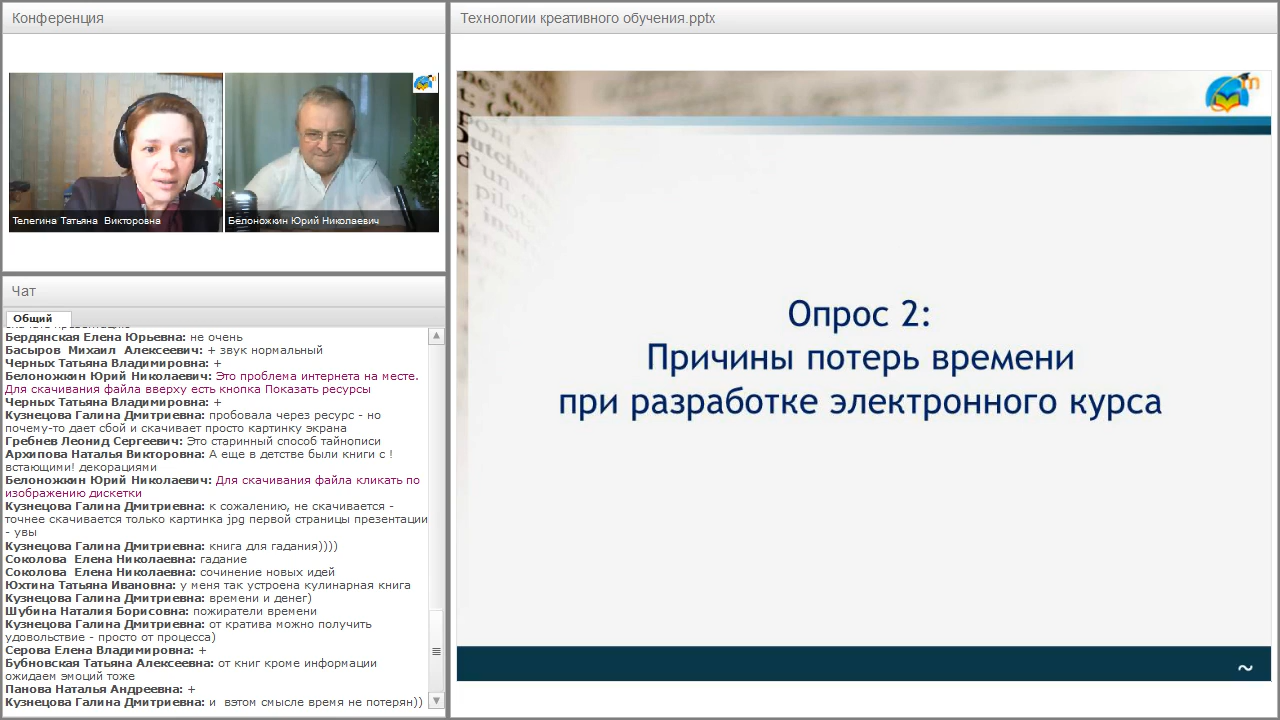 Конференция
Телегина Татьяна Викторовна
Белоножкин Юрий Николаевич
Чат
Общий
Бердянская Елена Юрьевна: не очень
Басыров Михаил Алексеевич: + звук нормальный
Черных Татьяна Владимировна: +
Белоножкин Юрий Николаевич: Это проблема интернета на месте.
Для скачивания файла вверху есть кнопка Показать ресурсы
Черных Татьяна Владимировна: +
Кузнецова Галина Дмитриевна: пробовала через ресурс - но
почему-то дает сбой и скачивает просто картинку экрана
Гребнев Леонид Сергеевич: Это старинный способ тайнописи
Архипова Наталья Викторовна: А еще в детстве были книги с !
встающими! декорациями
Белоножкин Юрий Николаевич: Для скачивания файла кликать по
изображению дискетки
Кузнецова Галина Дмитриевна: к сожалению, не скачивается -
точнее скачивается только картинка jpg первой страницы презентации
- увы
Кузнецова Галина Дмитриевна: книга для гадания))))
Соколова Елена Николаевна: гадание
Соколова Елена Николаевна: сочинение новых идей
Юхтина Татьяна Ивановна: у меня так устроена кулинарная книга
Кузнецова Галина Дмитриевна: времени и денег)
Шубина Наталия Борисовна: пожиратели времени
Кузнецова Галина Дмитриевна: от кратива можно получить
удовольствие - просто от процесса)
Серова Елена Владимировна: +
Бубновская Татьяна Алексеевна: от книг кроме информации
ожидаем эмоций тоже
Панова Наталья Андреевна: +
Кузнецова Галина Дмитриевна: и вэтом смысле время не потерян))
Технологии креативного обучения.pptx
Опрос 2:
Причины потерь времени
при разработке электронного курса
~